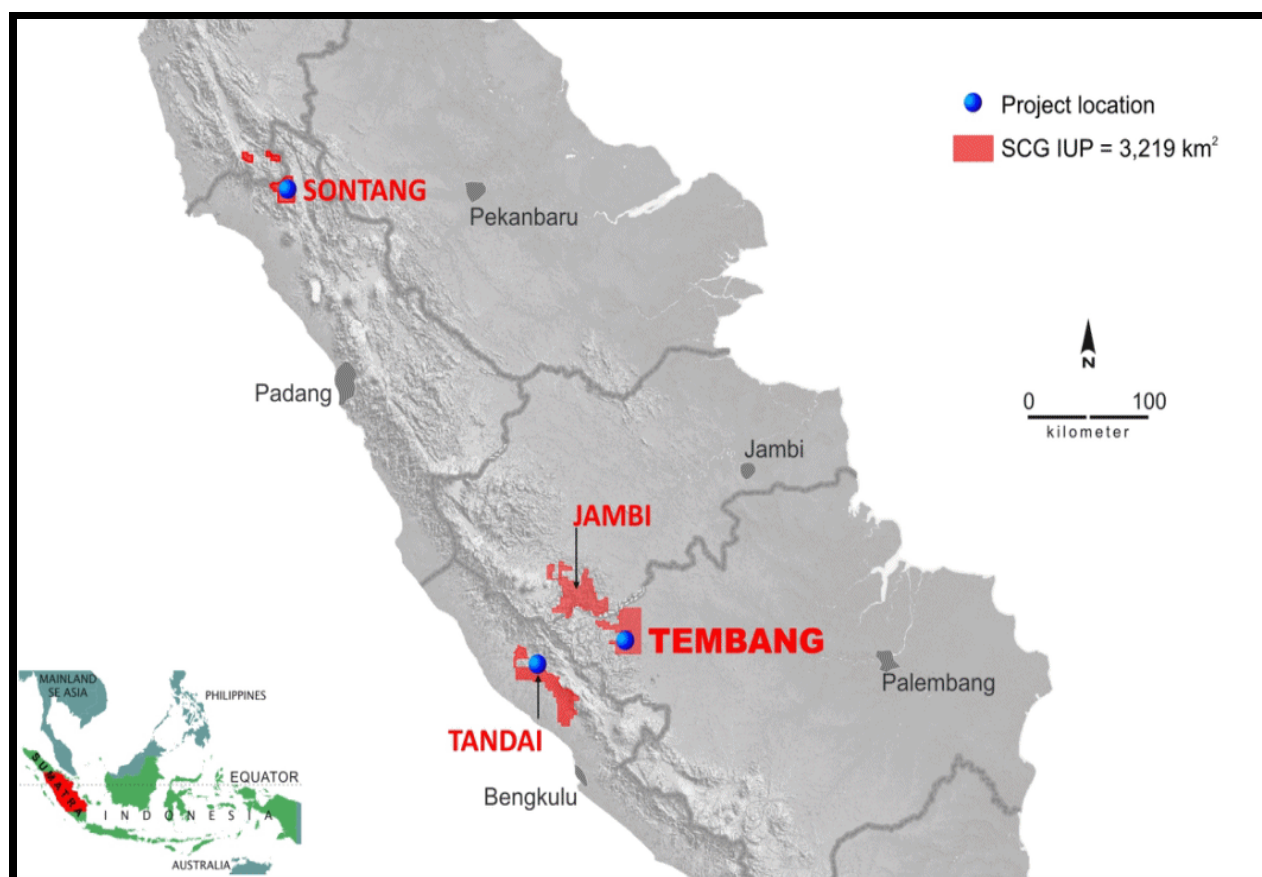 Project location
SCG IUP = 3,219 km²
SONTANG
Pekanbaru
N
0 100
kilometer
Padang
Jambi
JAMBI
TEMBANG
Palembang
TANDAI
Bengkulu
MAINLAND
SE ASIA
PHILIPPINES
SUMATRA
EQUATOR
INDONESIA
AUSTRALIA